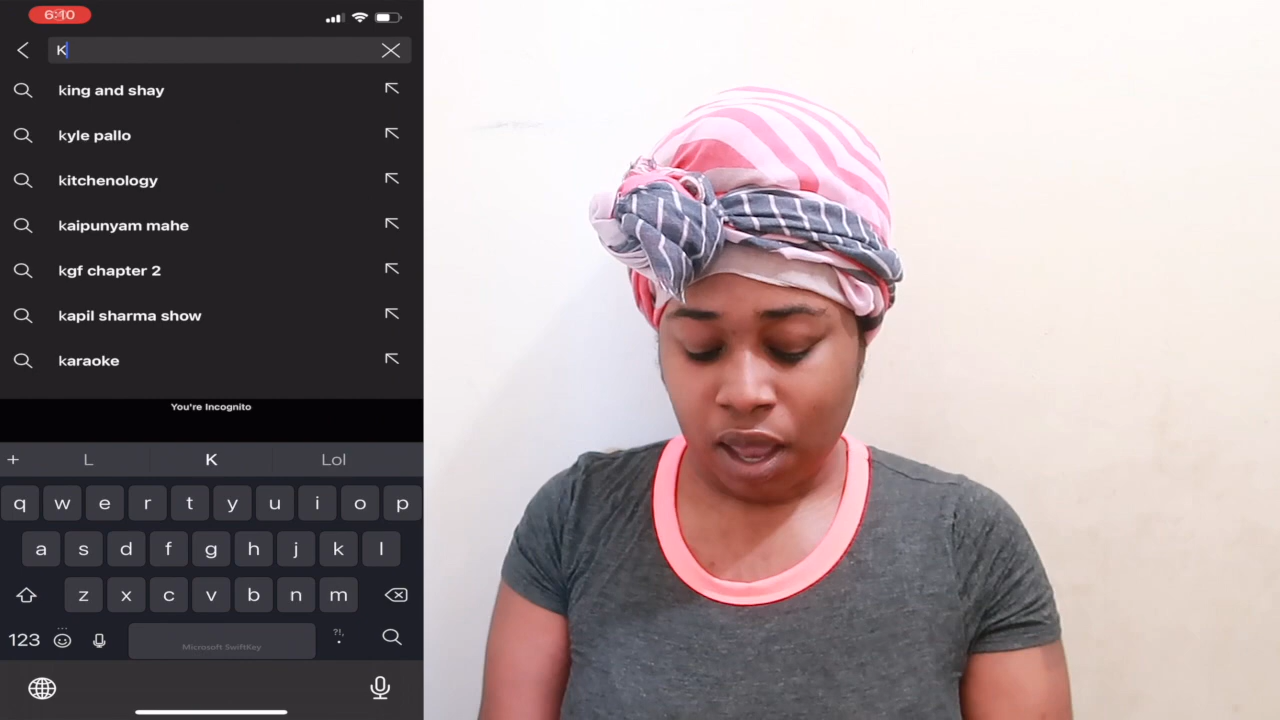 6:10
K
king and shay
kyle pallo
kitchenology
kaipunyam mahe
kgf chapter 2
kapil sharma show
karaoke
You're Incognito
+ L K Lol
q w e r t y u i o p
a s d f g h j k l
z x c v b n m
123 Microsoft SwiftKey ?!,.